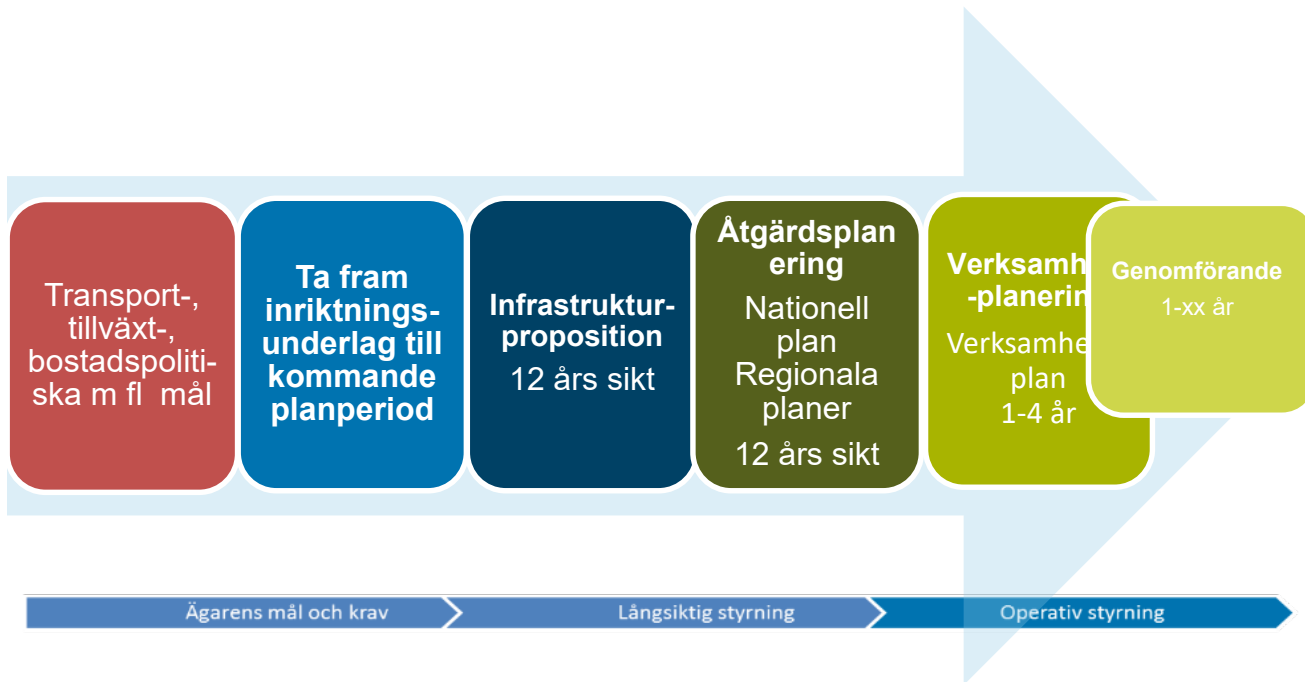 Transport-,
tillväxt-,
bostadspoliti-
ska m fl mål
Ta fram
inriktnings-
underlag till
kommande
planperiod
Infrastruktur-
proposition
12 års sikt
Åtgärdsplan
ering
Nationell
plan
Regionala
planer
12 års sikt
Verksamhe
-planerin
Verksamhe
plan
1-4 år
Genomförande
1-xx år
Ägarens mål och krav
Långsiktig styrning
Operativ styrning